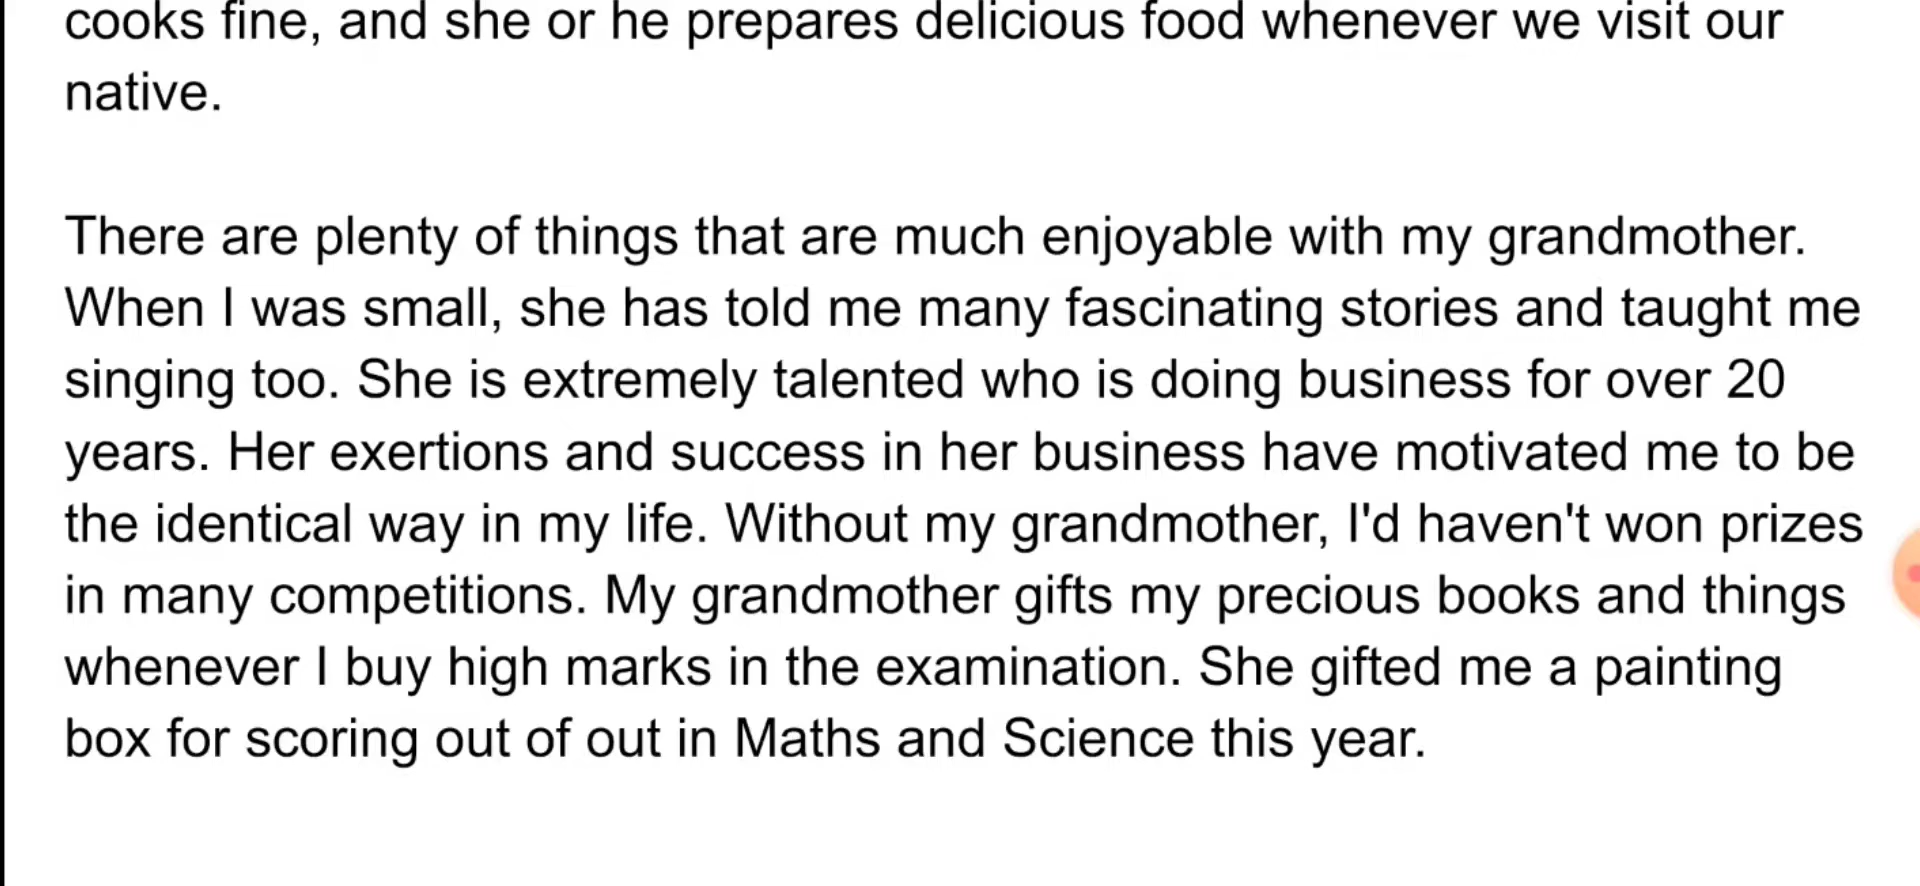 cooks fine, and she or he prepares delicious food whenever we visit our
native.
There are plenty of things that are much enjoyable with my grandmother.
When I was small, she has told me many fascinating stories and taught me
singing too. She is extremely talented who is doing business for over 20
years. Her exertions and success in her business have motivated me to be
the identical way in my life. Without my grandmother, I'd haven't won prizes
in many competitions. My grandmother gifts my precious books and things
whenever I buy high marks in the examination. She gifted me a painting
box for scoring out of out in Maths and Science this year.